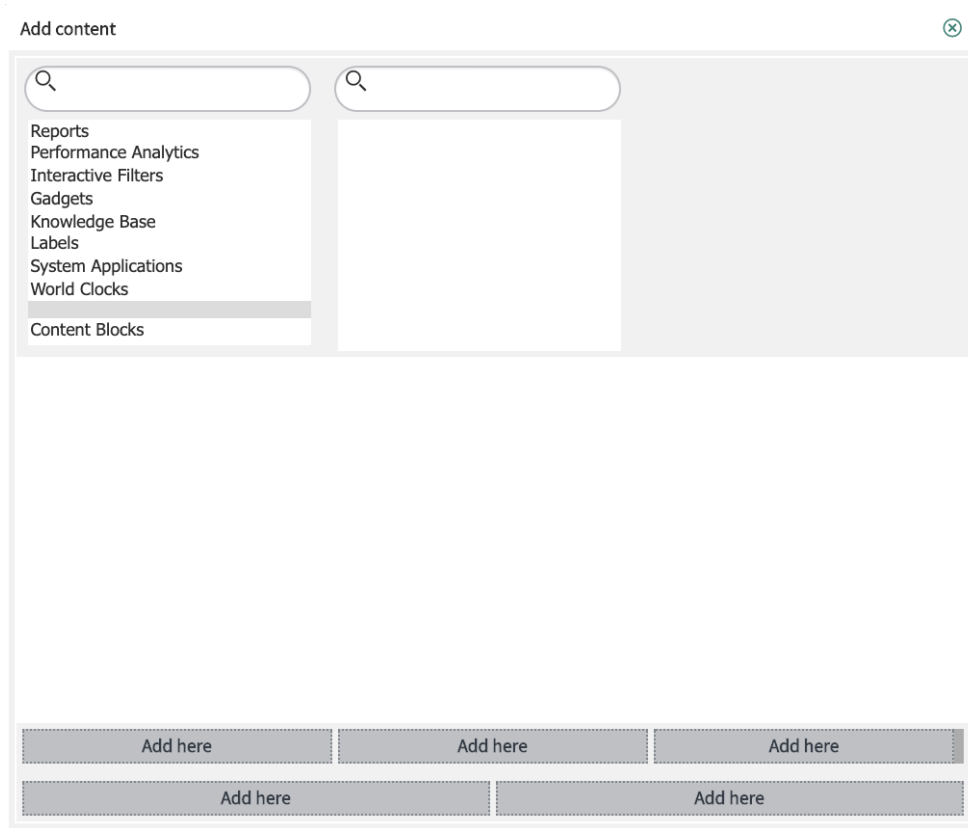 Add content
Reports
Performance Analytics
Interactive Filters
Gadgets
Knowledge Base
Labels
System Applications
World Clocks
Content Blocks
Add here Add here Add here
Add here Add here